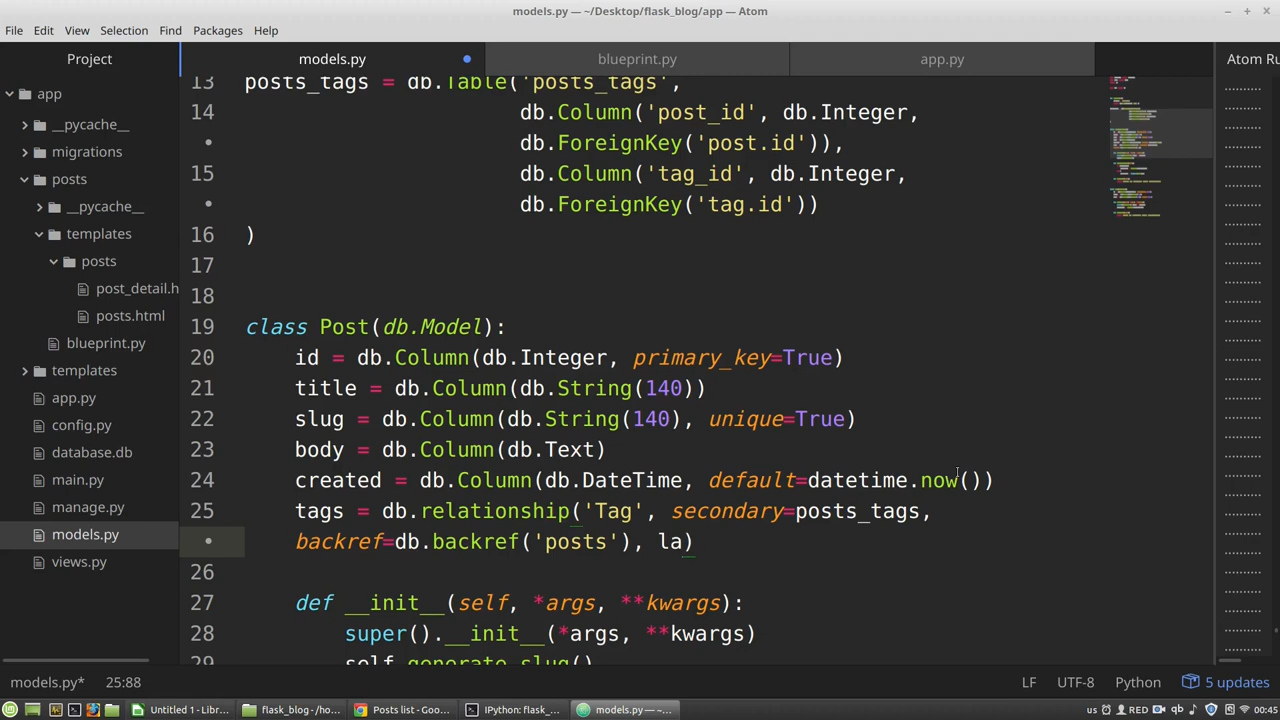 models.py — ~/Desktop/flask_blog/app — Atom
File Edit View Selection Find Packages Help
Project
models.py
blueprint.py
app.py
Atom Ru
app
__pycache__
migrations
posts
__pycache__
templates
posts
post_detail.h
posts.html
blueprint.py
templates
app.py
config.py
database.db
main.py
manage.py
models.py
views.py
13 posts_tags = db.Table('posts_tags',
14 db.Column('post_id', db.Integer,
• db.ForeignKey('post.id')),
15 db.Column('tag_id', db.Integer,
• db.ForeignKey('tag.id'))
16 )
17
18
19 class Post(db.Model):
20 id = db.Column(db.Integer, primary_key=True)
21 title = db.Column(db.String(140))
22 slug = db.Column(db.String(140), unique=True)
23 body = db.Column(db.Text)
24 created = db.Column(db.DateTime, default=datetime.now())
25 tags = db.relationship('Tag', secondary=posts_tags,
• backref=db.backref('posts'), la)
26
27 def __init__(self, *args, **kwargs):
28 super().__init__(*args, **kwargs)
29 self.generate_slug()
models.py* 25:88
LF UTF-8 Python 5 updates
Untitled 1 - Libr...
flask_blog - /ho...
Posts list - Goo...
IPython: flask_...
models.py — ~...
us RED qb 00:45